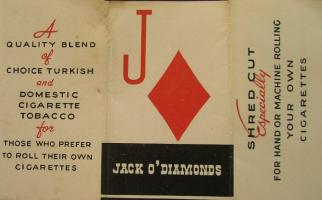 A
QUALITY BLEND
of
CHOICE TURKISH
and
DOMESTIC
CIGARETTE
TOBACCO
for
THOSE WHO PREFER
TO ROLL THEIR OWN
CIGARETTES
J
JACK O'DIAMONDS
SHRED CUT
Especially
FOR HAND OR MACHINE ROLLING
YOUR OWN
CIGARETTES